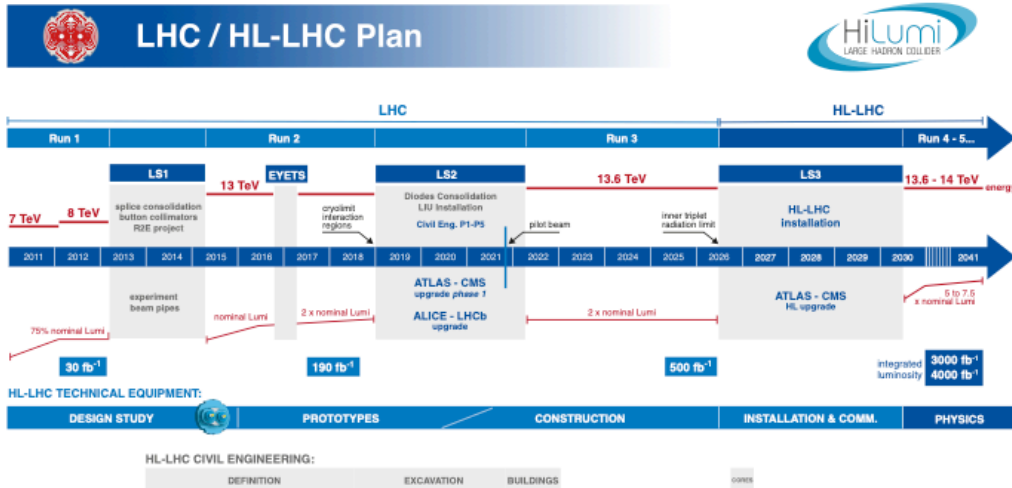 LHC / HL-LHC Plan
HiLumi
LARGE HADRON COLLIDER
LHC
HL-LHC
Run 1
Run 2
Run 3
Run 4 - 5...
LS1
EYETS
LS2
LS3
13 TeV
13.6 TeV
13.6 - 14 TeV
energy
7 TeV
8 TeV
splice consolidation
button collimators
R2E project
cryolimit
interaction
regions
Diodes Consolidation
LIU Installation
Civil Eng. P1-P5
pilot beam
inner triplet
radiation limit
HL-LHC
installation
2011 2012 2013 2014 2015 2016 2017 2018 2019 2020 2021 2022 2023 2024 2025 2026 2027 2028 2029 2030 2041
experiment
beam pipes
ATLAS - CMS
upgrade phase 1
ALICE - LHCb
upgrade
ATLAS - CMS
HL upgrade
5 to 7.5
x nominal Lumi
75% nominal Lumi
nominal Lumi
2 x nominal Lumi
2 x nominal Lumi
30 fb⁻¹
190 fb⁻¹
500 fb⁻¹
integrated
luminosity
3000 fb⁻¹
4000 fb⁻¹
HL-LHC TECHNICAL EQUIPMENT:
DESIGN STUDY
PROTOTYPES
CONSTRUCTION
INSTALLATION & COMM.
PHYSICS
HL-LHC CIVIL ENGINEERING:
DEFINITION
EXCAVATION
BUILDINGS
CORES